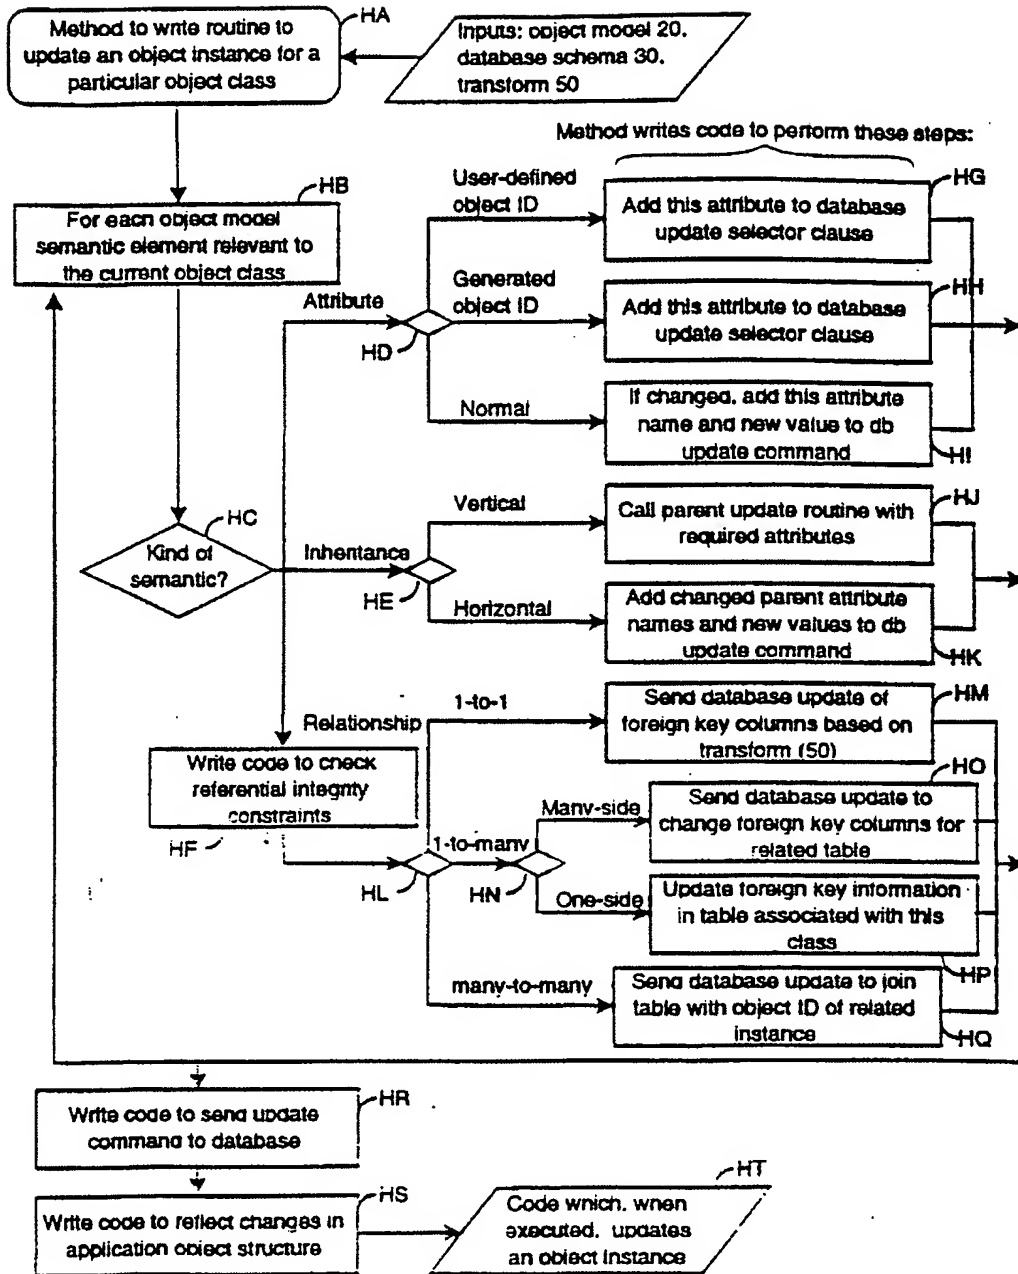 Method to write routine to
update an object instance for a
particular object class
HA
Inputs: object model 20,
database schema 30,
transform 50
Method writes code to perform these steps:
HB
For each object model
semantic element relevant to
the current object class
User-defined
object ID
HG
Add this attribute to database
update selector clause
Attribute
HD
Generated
object ID
HH
Add this attribute to database
update selector clause
Normal
If changed, add this attribute
name and new value to db
update command
HI
HC
Kind of
semantic?
Inheritance
HE
Vertical
HJ
Call parent update routine with
required attributes
Horizontal
Add changed parent attribute
names and new values to db
update command
HK
Relationship
Write code to check
referential integrity
constraints
HF
HL
1-to-1
HM
Send database update of
foreign key columns based on
transform (50)
1-to-many
HN
Many-side
HO
Send database update to
change foreign key columns for
related table
One-side
Update foreign key information
in table associated with this
class
HP
many-to-many
Send database update to join
table with object ID of related
instance
HQ
HR
Write code to send update
command to database
HS
Write code to reflect changes in
application object structure
HT
Code which, when
executed, updates
an object instance